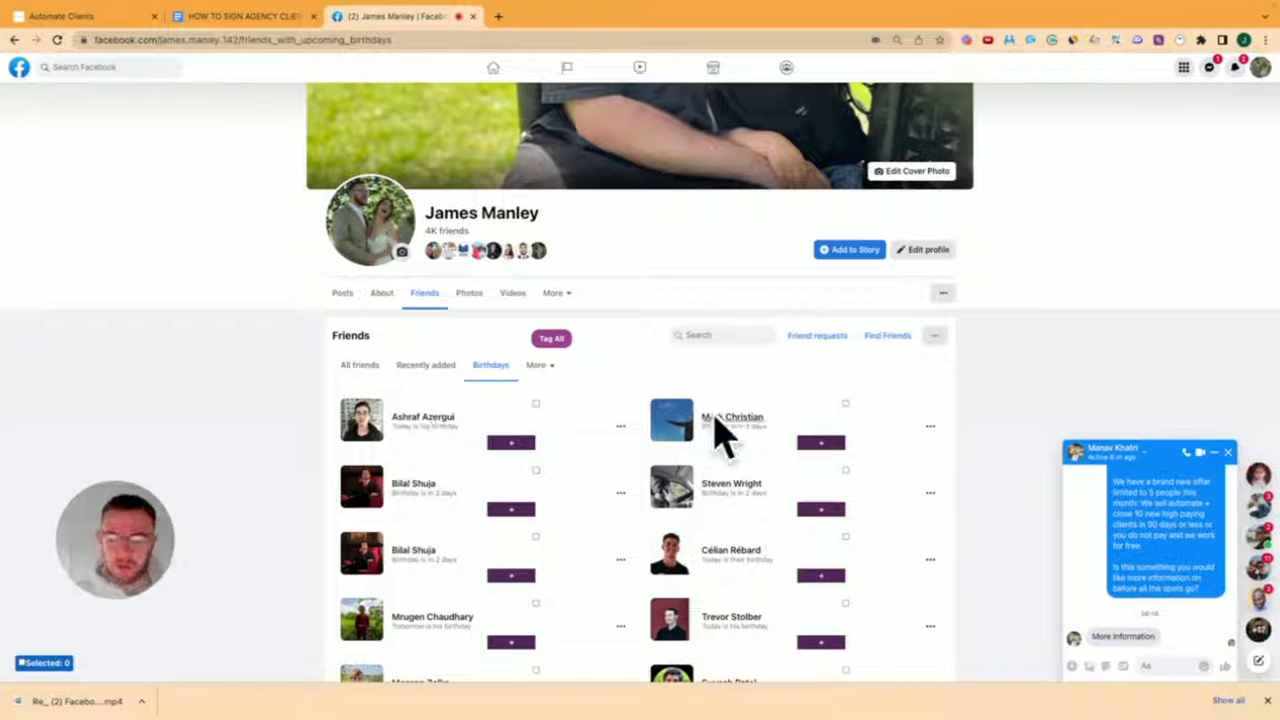 Automate Clients
HOW TO SIGN AGENCY CLIE
(2) James Manley | Facebo
facebook.com/james.manley.142/friends_with_upcoming_birthdays
Search Facebook
Edit Cover Photo
James Manley
4K friends
Add to Story
Edit profile
Posts
About
Friends
Photos
Videos
More
Friends
Tag All
Search
Friend requests
Find Friends
All friends
Recently added
Birthdays
More
Ashraf Azergui
Today is his birthday
Christian
days
Bilal Shuja
Birthday is in 2 days
Steven Wright
Birthday is in 2 days
Bilal Shuja
Birthday is in 2 days
Célian Rébard
Today is their birthday
Mrugen Chaudhary
Tomorrow is his birthday
Trevor Stolber
Today is his birthday
Manav Khatri
We have a brand new offer
limited to 5 people this
month: We will automate +
close 10 new high paying
clients in 90 days or less or
you do not pay and we work
for free.
Is this something you would
like more information on
before all the spots go?
More Information
Aa
Selected: 0
Re_ (2) Facebo....mp4
Show all